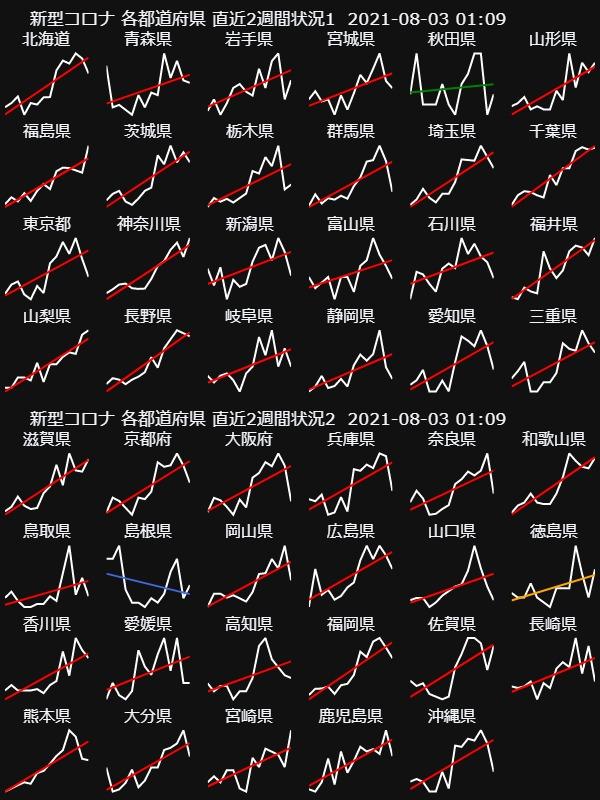 新型コロナ 各都道府県 直近2週間状況1 2021-08-03 01:09
北海道 青森県 岩手県 宮城県 秋田県 山形県
福島県 茨城県 栃木県 群馬県 埼玉県 千葉県
東京都 神奈川県 新潟県 富山県 石川県 福井県
山梨県 長野県 岐阜県 静岡県 愛知県 三重県
新型コロナ 各都道府県 直近2週間状況2 2021-08-03 01:09
滋賀県 京都府 大阪府 兵庫県 奈良県 和歌山県
鳥取県 島根県 岡山県 広島県 山口県 徳島県
香川県 愛媛県 高知県 福岡県 佐賀県 長崎県
熊本県 大分県 宮崎県 鹿児島県 沖縄県